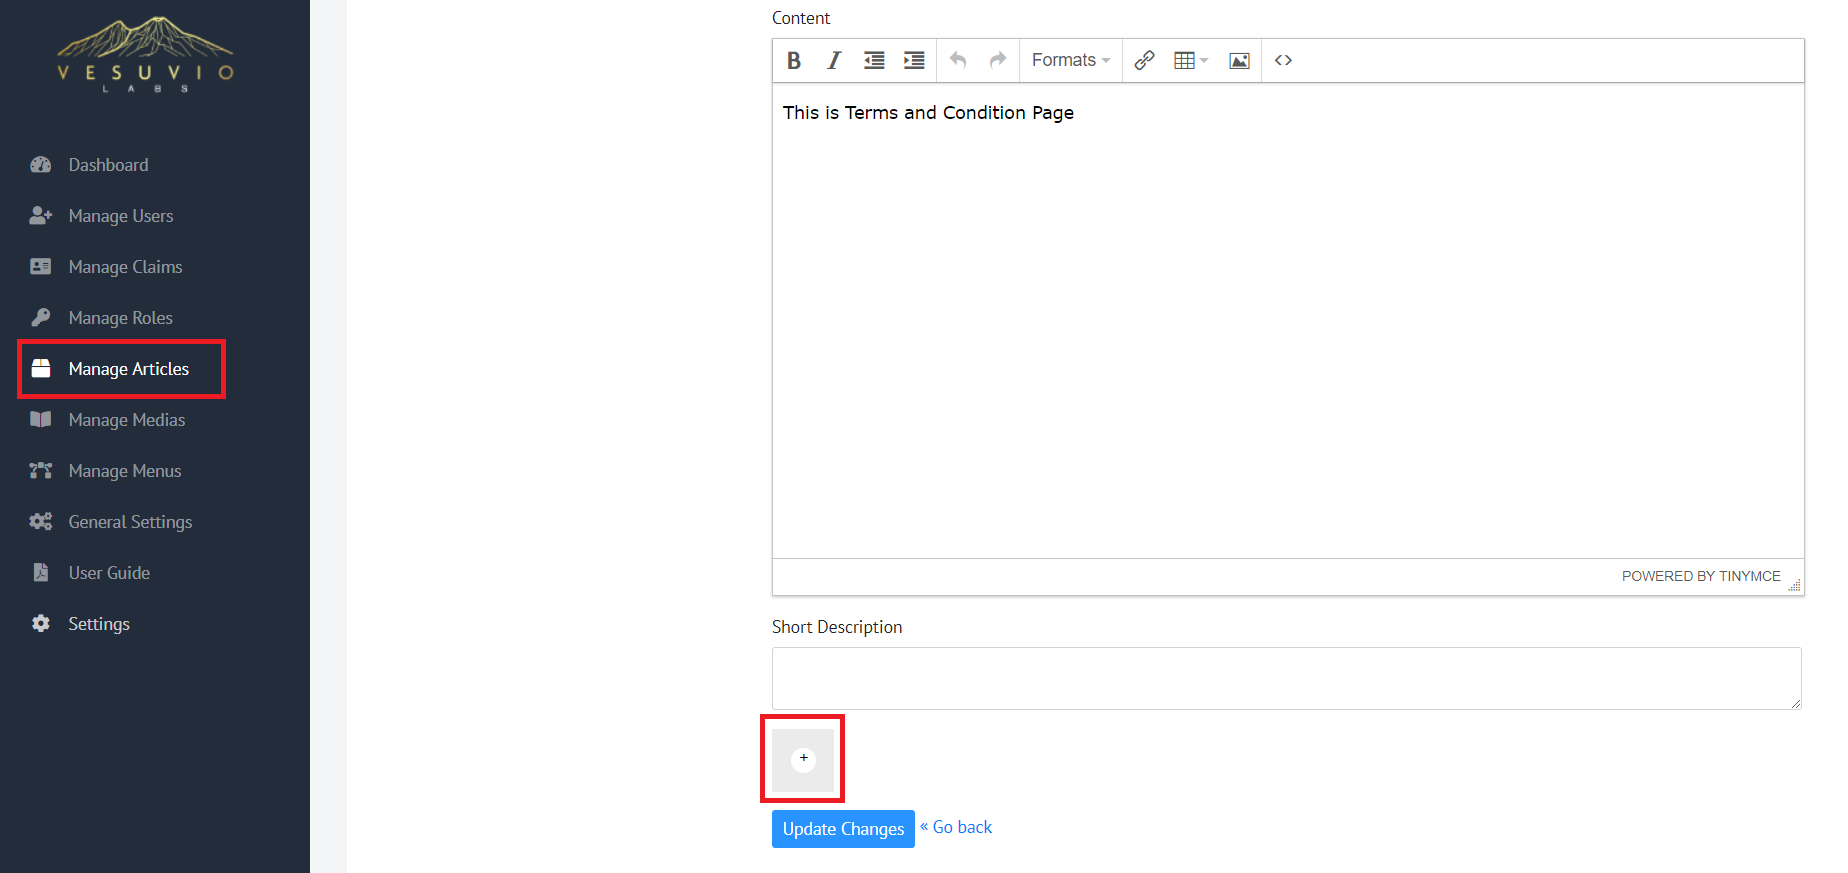 VESUVIO
LABS
Dashboard
Manage Users
Manage Claims
Manage Roles
Manage Articles
Manage Medias
Manage Menus
General Settings
User Guide
Settings
Content
B I Formats <>
This is Terms and Condition Page
POWERED BY TINYMCE
Short Description
+
Update Changes « Go back